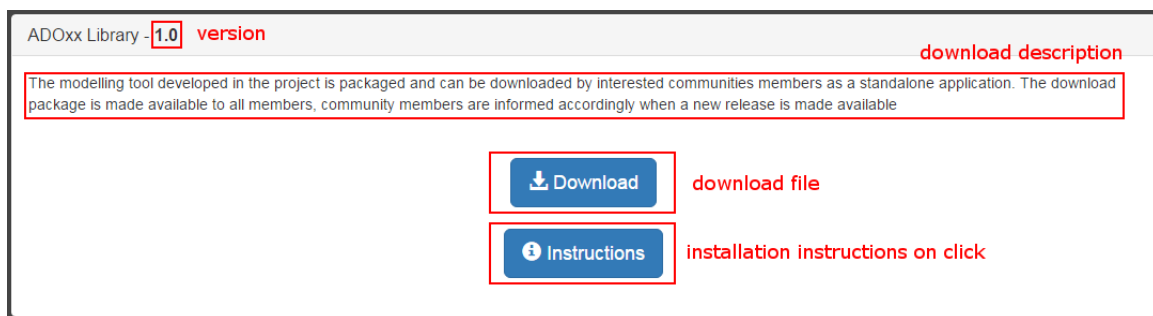 ADOxx Library - 1.0 version
download description
The modelling tool developed in the project is packaged and can be downloaded by interested communities members as a standalone application. The download
package is made available to all members, community members are informed accordingly when a new release is made available
Download download file
Instructions installation instructions on click